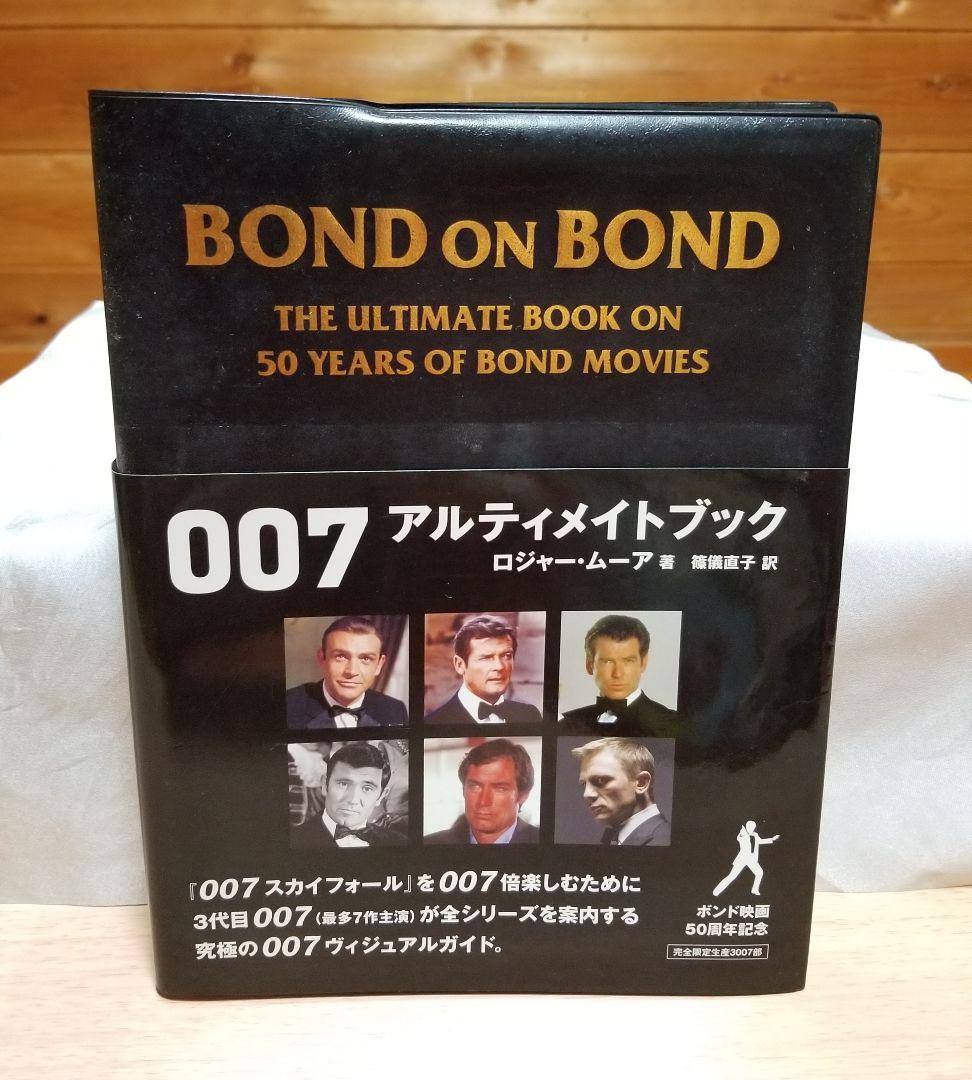 BOND ON BOND
THE ULTIMATE BOOK ON
50 YEARS OF BOND MOVIES
007 アルティメイトブック
ロジャー・ムーア 著 篠儀直子 訳
『007 スカイフォール』を007倍楽しむために
3代目007(最多7作主演)が全シリーズを案内する
究極の007ヴィジュアルガイド。
ボンド映画
50周年記念
完全限定生産3007部